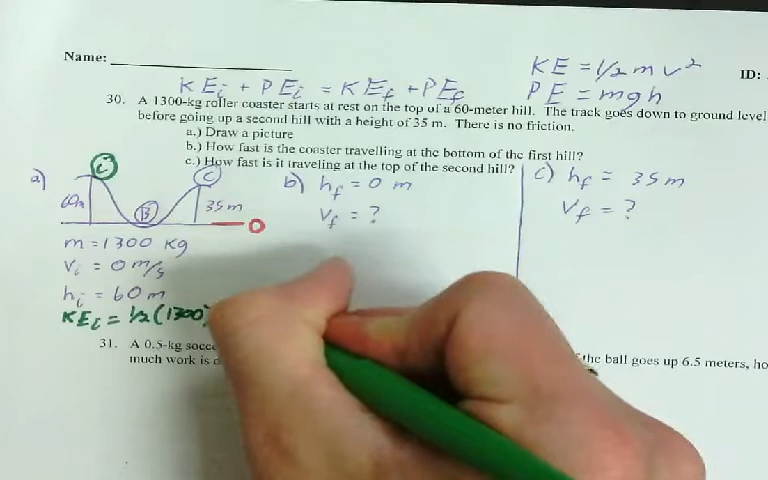 Name:
ID:
KE = 1/2 m v²
PE = mgh
KEi + PEi = KEf + PEf
30. A 1300-kg roller coaster starts at rest on the top of a 60-meter hill. The track goes down to ground level
before going up a second hill with a height of 35 m. There is no friction.
a.) Draw a picture
b.) How fast is the coaster travelling at the bottom of the first hill?
c.) How fast is it traveling at the top of the second hill?
a)
i
60m
B
C
35m
0
m = 1300 kg
vi = 0 m/s
hi = 60 m
KEi = 1/2 (1300)
b) hf = 0 m
Vf = ?
c) hf = 35 m
Vf = ?
31. A 0.5-kg
the ball goes up 6.5 meters,
much work is